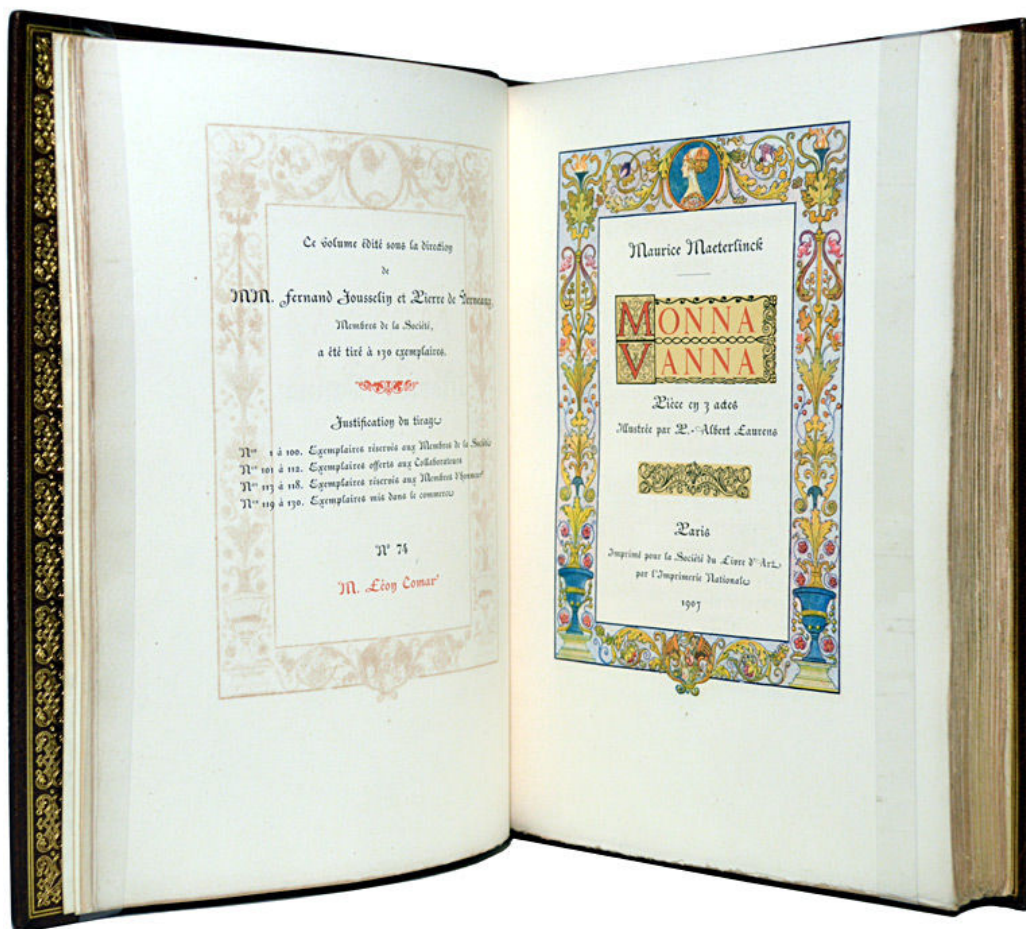 Ce volume édité sous la direction
de
MM. Fernand Jousselin et Pierre de
Membres de la Société,
a été tiré à 130 exemplaires.
Justification du tirage
Nos 1 à 100. Exemplaires réservés aux Membres de la Société
Nos 101 à 112. Exemplaires offerts aux Collaborateurs
Nos 113 à 118. Exemplaires réservés aux Membres d'honneur
Nos 119 à 130. Exemplaires mis dans le commerce
N° 74
M. Léon Comar
Maurice Maeterlinck
MONNA
VANNA
Pièce en 3 actes
Illustrée par P.-Albert Laurens
Paris
Imprimé pour la Société du Livre d'Art
par l'Imprimerie Nationale
1907